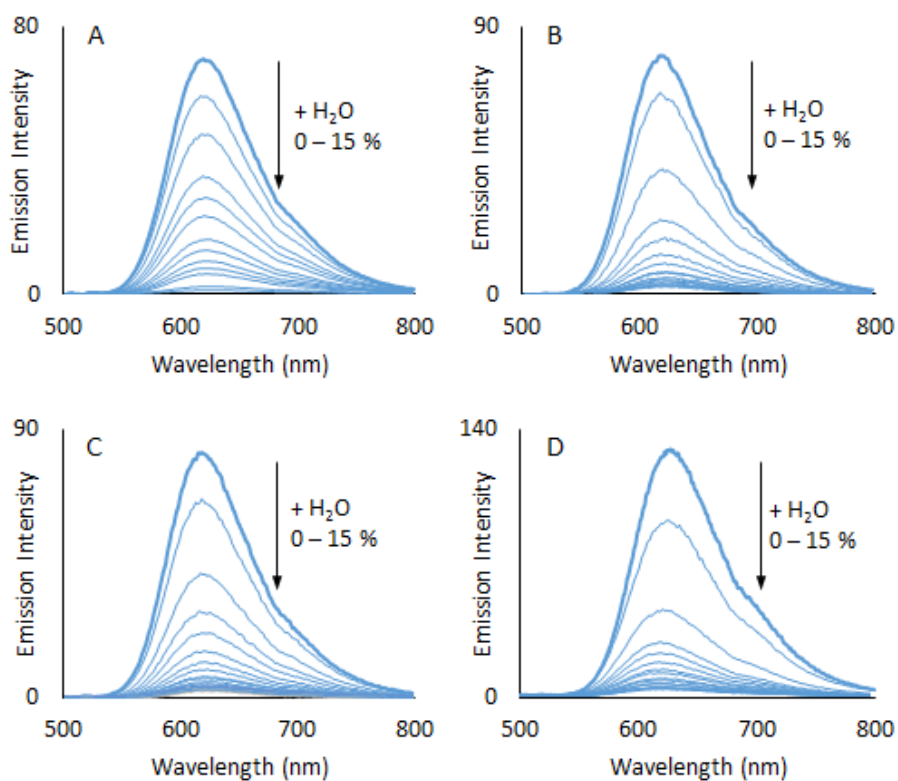 80
A
+ H₂O
0 – 15 %
Emission Intensity
0
500 600 700 800
Wavelength (nm)
90
B
+ H₂O
0 – 15 %
Emission Intensity
0
500 600 700 800
Wavelength (nm)
90
C
+ H₂O
0 – 15 %
Emission Intensity
0
500 600 700 800
Wavelength (nm)
140
D
+ H₂O
0 – 15 %
Emission Intensity
0
500 600 700 800
Wavelength (nm)